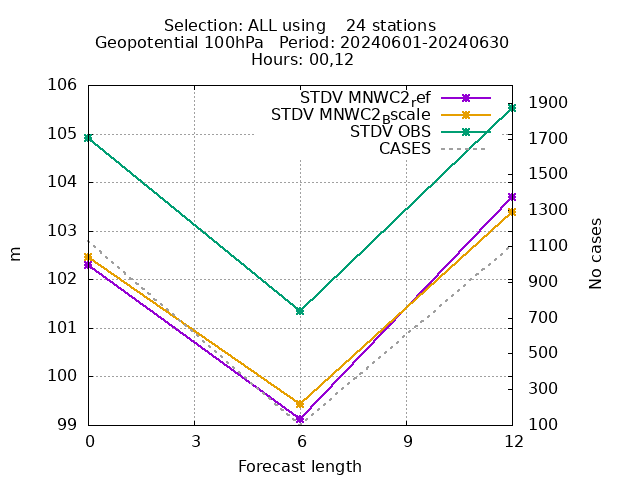 Selection: ALL using    24 stations
Geopotential 100hPa   Period: 20240601-20240630
Hours: 00,12
STDV MNWC2ref
STDV MNWC2Bscale
STDV OBS
CASES
106
105
104
103
102
101
100
99
m
1900
1700
1500
1300
1100
900
700
500
300
100
No cases
0 3 6 9 12
Forecast length